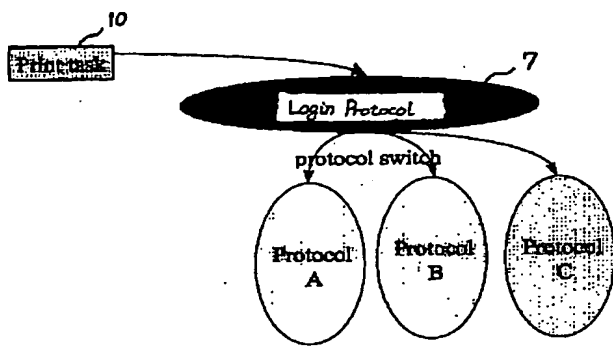 10
Print task
7
Login Protocol
protocol switch
Protocol
A
Protocol
B
Protocol
C